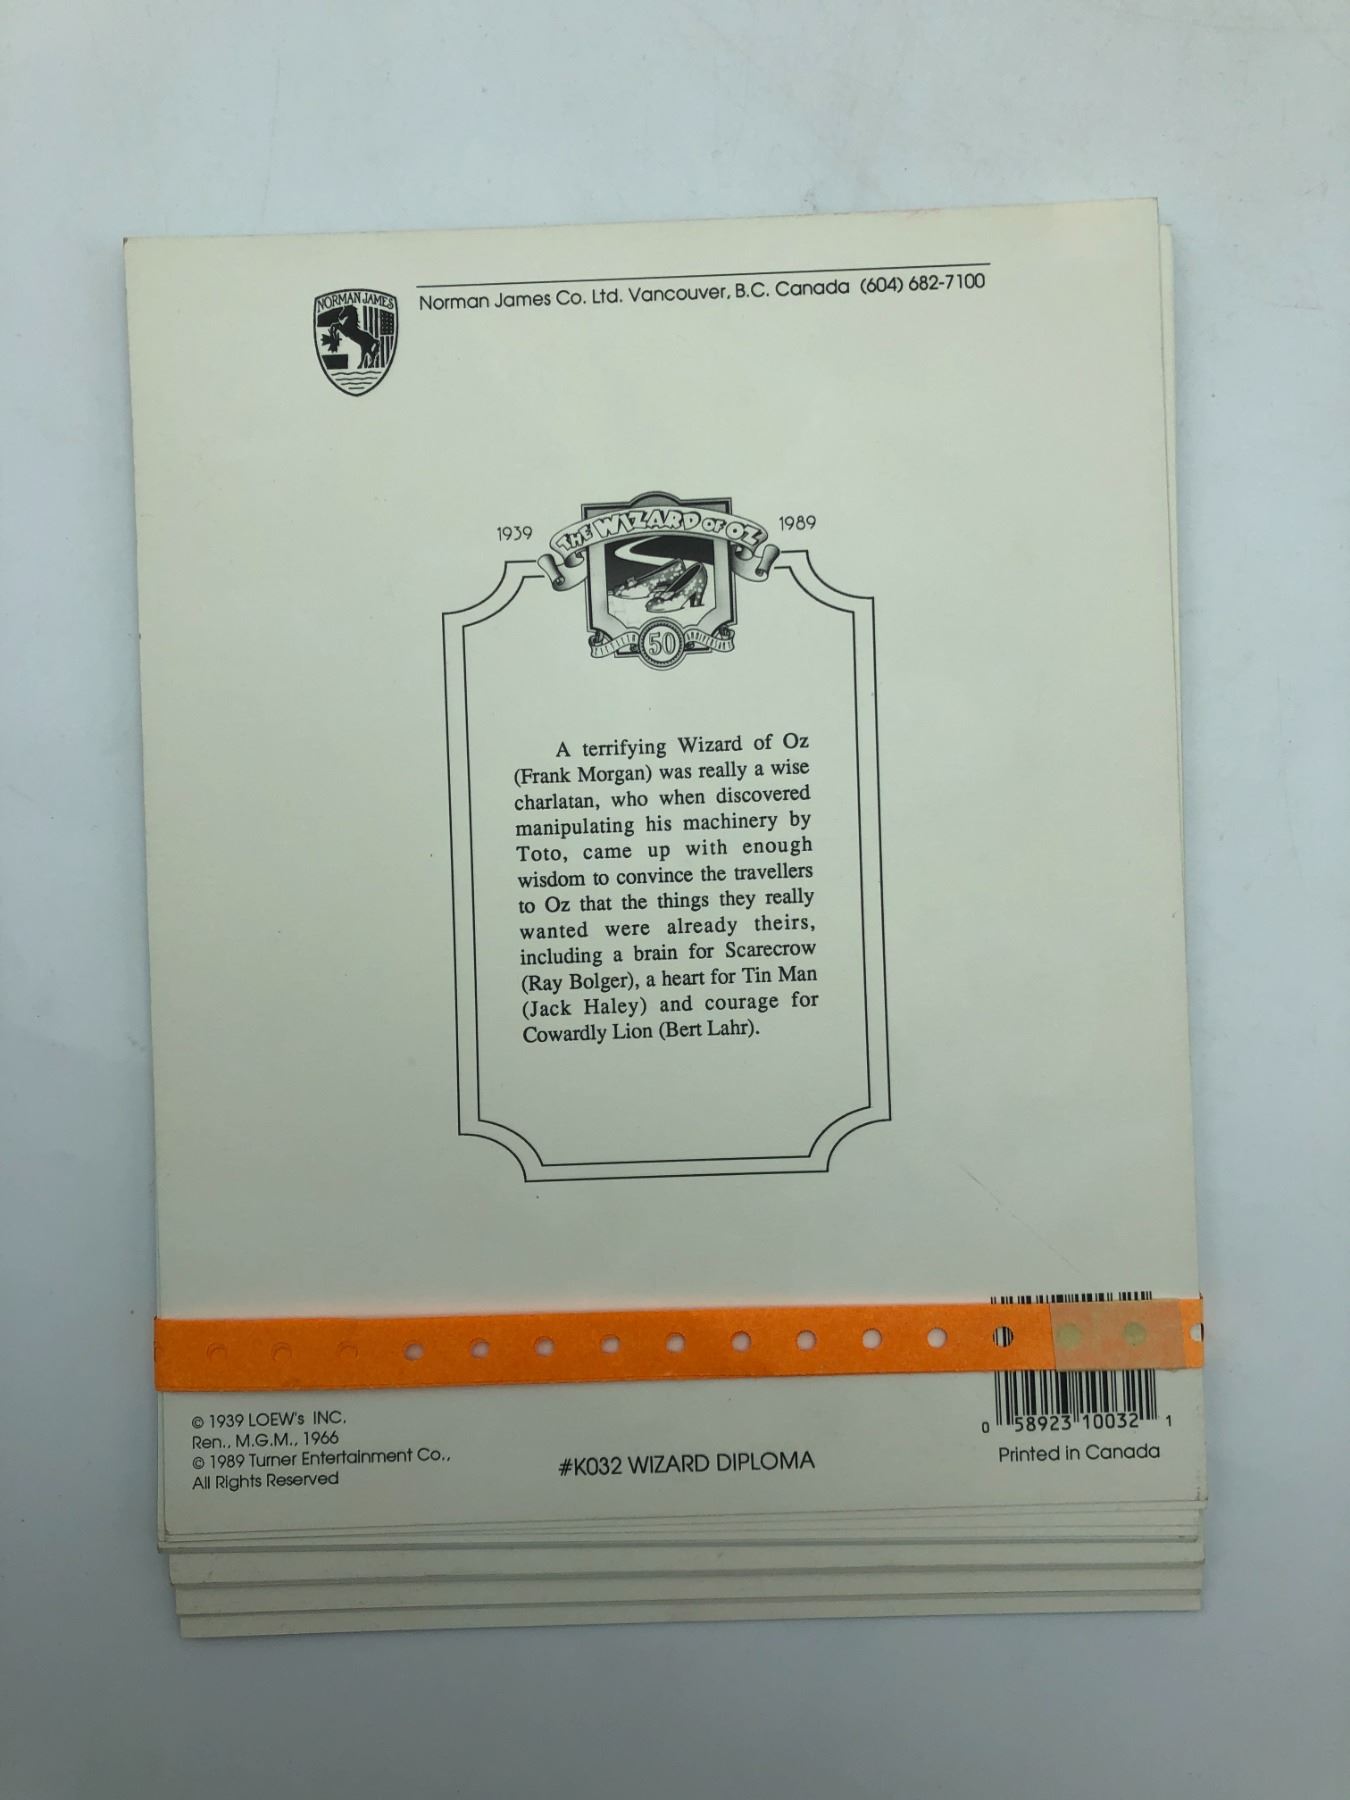 NORMAN JAMES
Norman James Co. Ltd. Vancouver, B.C. Canada (604) 682-7100
1939
THE WIZARD OF OZ
1989
FIFTIETH 50 ANNIVERSARY
A terrifying Wizard of Oz
(Frank Morgan) was really a wise
charlatan, who when discovered
manipulating his machinery by
Toto, came up with enough
wisdom to convince the travellers
to Oz that the things they really
wanted were already theirs,
including a brain for Scarecrow
(Ray Bolger), a heart for Tin Man
(Jack Haley) and courage for
Cowardly Lion (Bert Lahr).
© 1939 LOEW's INC.
Ren., M.G.M., 1966
© 1989 Turner Entertainment Co.,
All Rights Reserved
#K032 WIZARD DIPLOMA
0 58923 10032 1
Printed in Canada